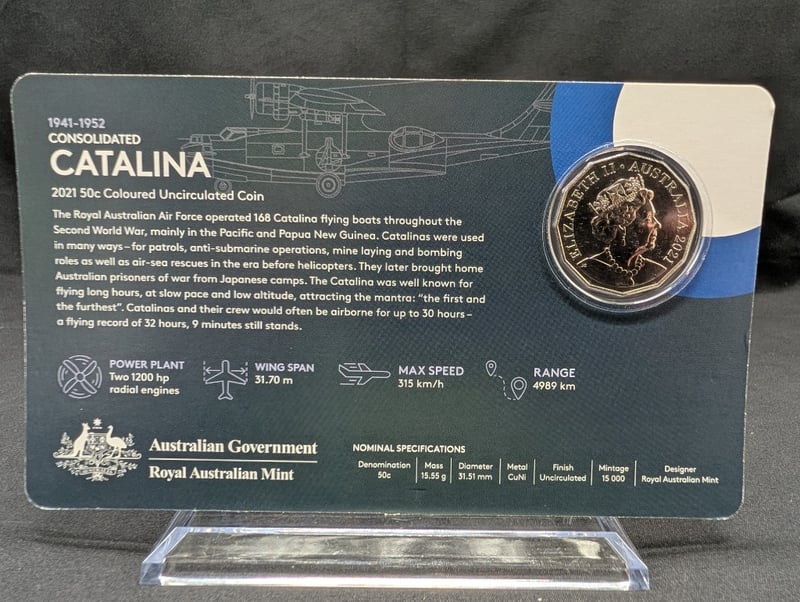 1941-1952
CONSOLIDATED
CATALINA
2021 50c Coloured Uncirculated Coin
The Royal Australian Air Force operated 168 Catalina flying boats throughout the
Second World War, mainly in the Pacific and Papua New Guinea. Catalinas were used
in many ways – for patrols, anti-submarine operations, mine laying and bombing
roles as well as air-sea rescues in the era before helicopters. They later brought home
Australian prisoners of war from Japanese camps. The Catalina was well known for
flying long hours, at slow pace and low altitude, attracting the mantra: “the first and
the furthest”. Catalinas and their crew would often be airborne for up to 30 hours –
a flying record of 32 hours, 9 minutes still stands.
ELIZABETH II • AUSTRALIA 2021
POWER PLANT
Two 1200 hp
radial engines
WING SPAN
31.70 m
MAX SPEED
315 km/h
RANGE
4989 km
Australian Government
Royal Australian Mint
NOMINAL SPECIFICATIONS
Denomination
50c
Mass
15.55 g
Diameter
31.51 mm
Metal
CuNi
Finish
Uncirculated
Mintage
15 000
Designer
Royal Australian Mint